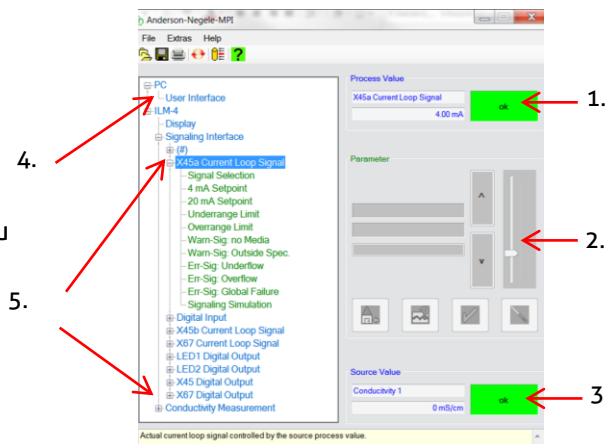 Anderson-Negele-MPI
File Extras Help
?
PC
User Interface
ILM-4
Display
Signaling Interface
(#)
X45a Current Loop Signal
Signal Selection
4 mA Setpoint
20 mA Setpoint
Underrange Limit
Overrange Limit
Warn-Sig: no Media
Warn-Sig: Outside Spec.
Err-Sig: Underflow
Err-Sig: Overflow
Err-Sig: Global Failure
Signaling Simulation
Digital Input
X45b Current Loop Signal
X67 Current Loop Signal
LED1 Digital Output
LED2 Digital Output
X45 Digital Output
X67 Digital Output
Conductivity Measurement
Process Value
X45a Current Loop Signal
4.00 mA
ok
Parameter
Source Value
Conducitvity 1
0 mS/cm
ok
Actual current loop signal controlled by the source process value.
1.
2.
3
4.
5.